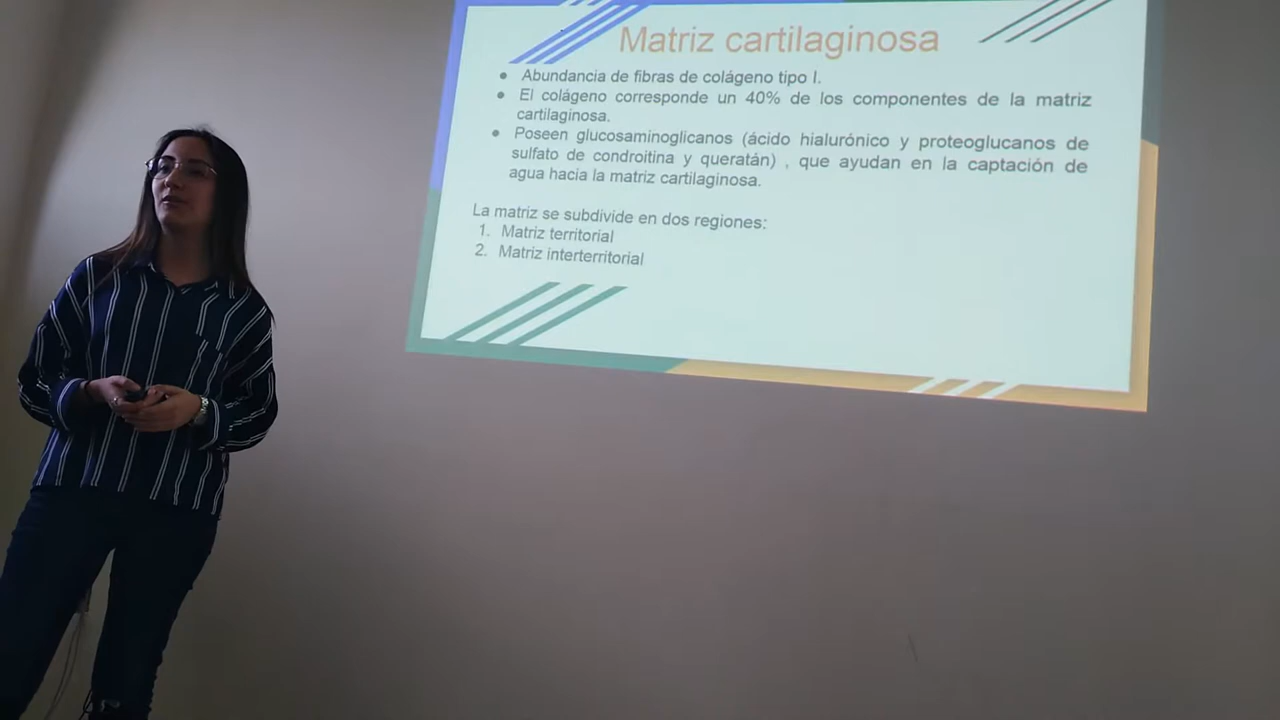 Matriz cartilaginosa
● Abundancia de fibras de colágeno tipo I.
● El colágeno corresponde un 40% de los componentes de la matriz
cartilaginosa.
● Poseen glucosaminoglicanos (ácido hialurónico y proteoglucanos de
sulfato de condroitina y queratán) , que ayudan en la captación de
agua hacia la matriz cartilaginosa.
La matriz se subdivide en dos regiones:
1. Matriz territorial
2. Matriz interterritorial